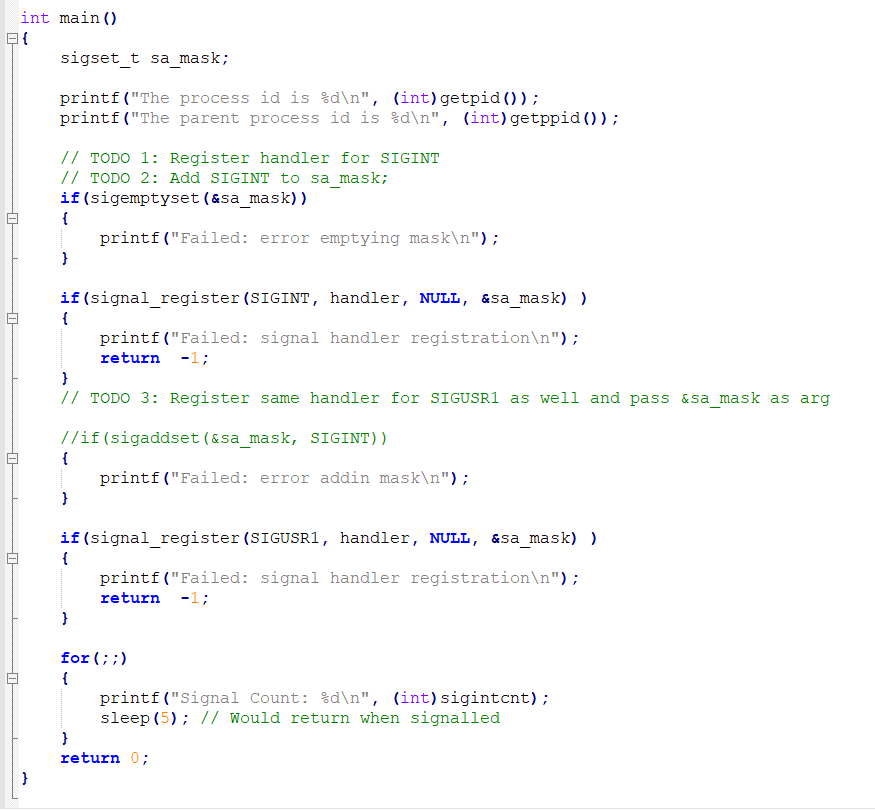 int main()
{
sigset_t sa_mask;
printf("The process id is %d\n", (int)getpid());
printf("The parent process id is %d\n", (int)getppid());
// TODO 1: Register handler for SIGINT
// TODO 2: Add SIGINT to sa_mask;
if(sigemptyset(&sa_mask))
{
printf("Failed: error emptying mask\n");
}
if(signal_register(SIGINT, handler, NULL, &sa_mask) )
{
printf("Failed: signal handler registration\n");
return -1;
}
// TODO 3: Register same handler for SIGUSR1 as well and pass &sa_mask as arg
//if(sigaddset(&sa_mask, SIGINT))
{
printf("Failed: error addin mask\n");
}
if(signal_register(SIGUSR1, handler, NULL, &sa_mask) )
{
printf("Failed: signal handler registration\n");
return -1;
}
for(;;)
{
printf("Signal Count: %d\n", (int)sigintcnt);
sleep(5); // Would return when signalled
}
return 0;
}